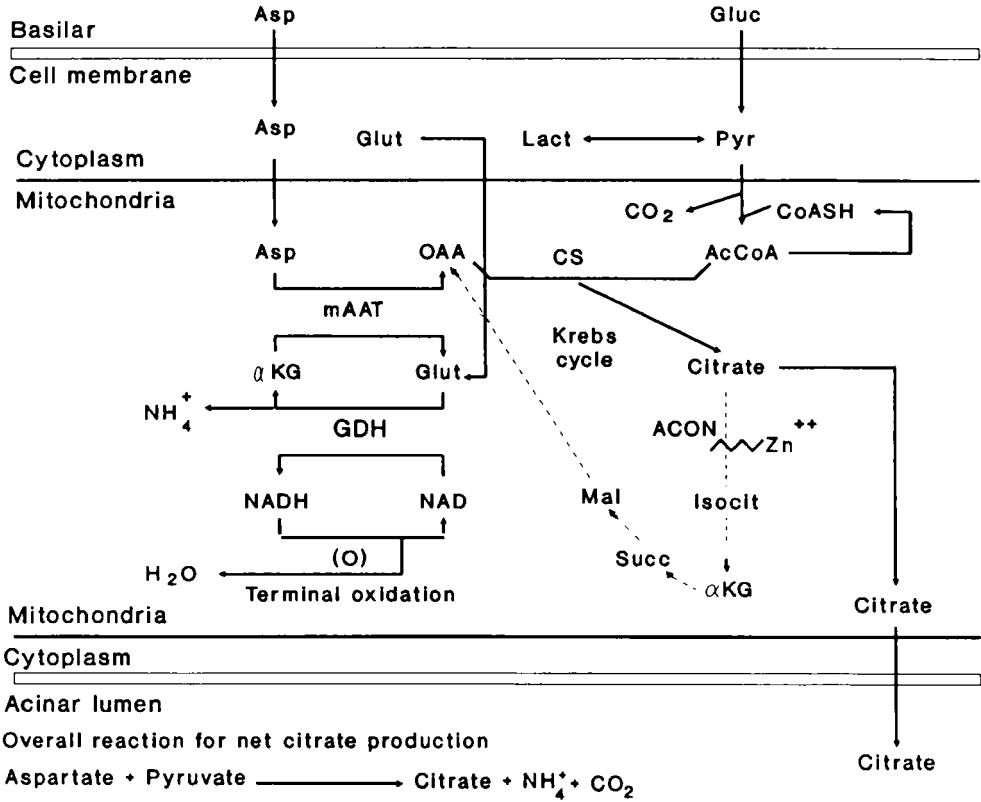 Asp Gluc
Basilar
Cell membrane
Asp Glut Lact Pyr
Cytoplasm
Mitochondria
CO2 CoASH
Asp OAA CS AcCoA
mAAT
Krebs
cycle
αKG Glut Citrate
NH4+
GDH
ACON Zn++
NADH NAD Mal Isocit
(O) Succ
H2O αKG
Terminal oxidation
Mitochondria Citrate
Cytoplasm
Acinar lumen
Overall reaction for net citrate production
Citrate
Aspartate + Pyruvate ⟶ Citrate + NH4+ + CO2